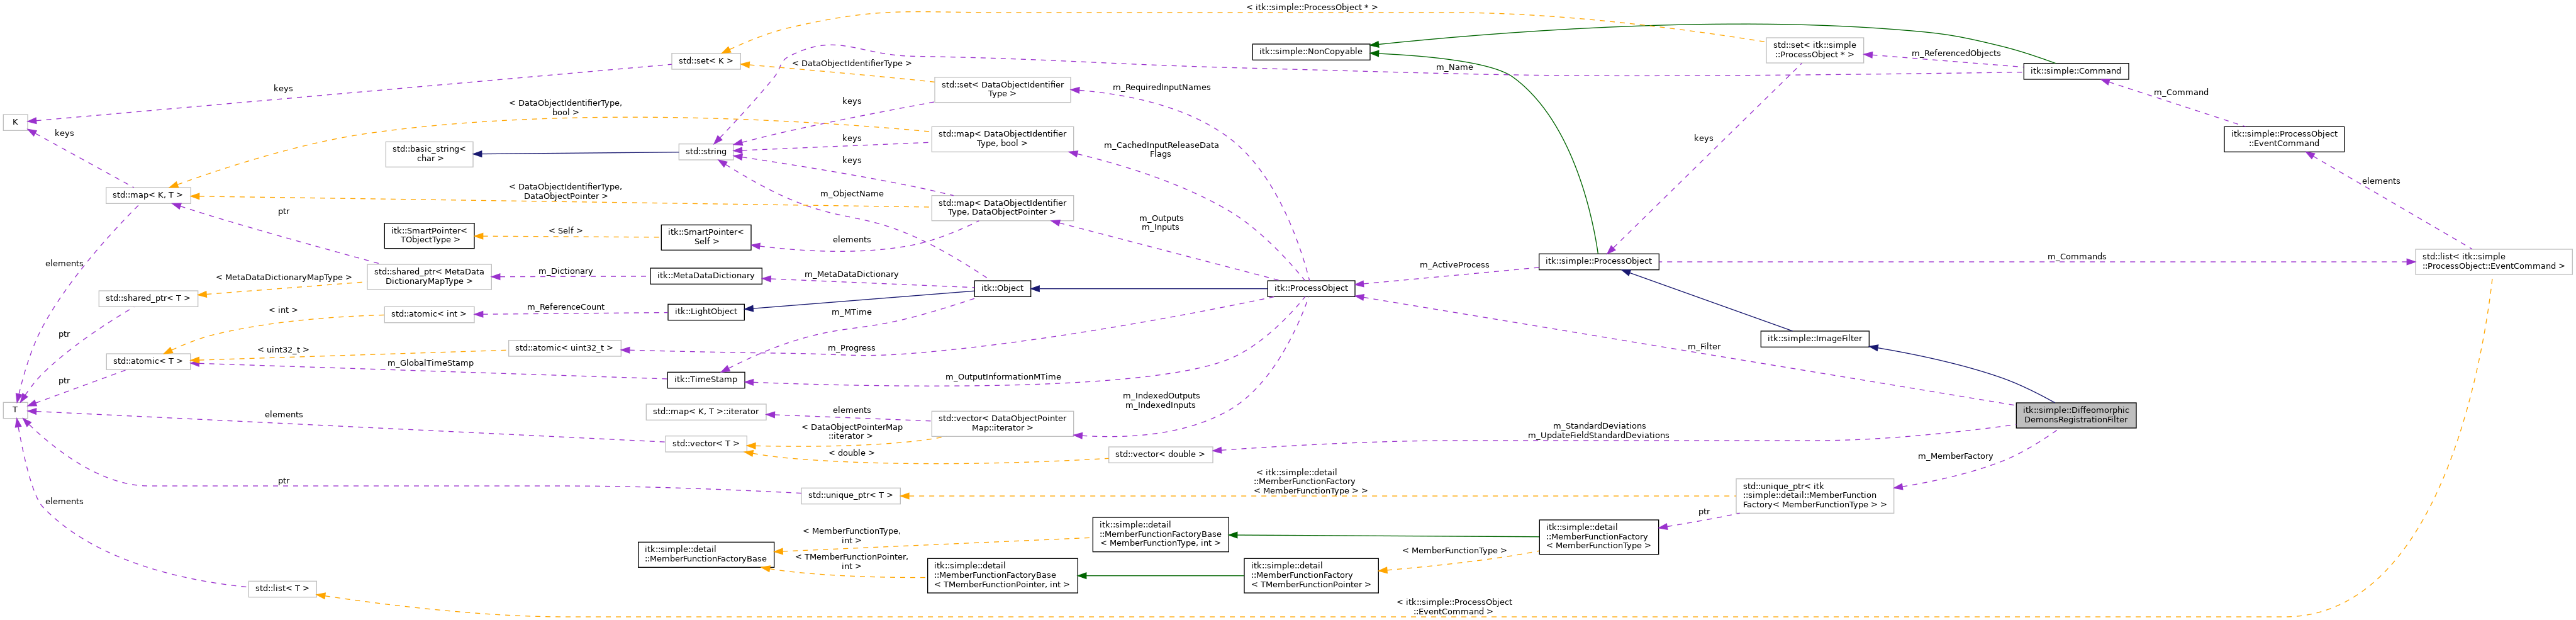 < itk::simple::ProcessObject * >
std::set< itk::simple
::ProcessObject * >
itk::simple::NonCopyable
m_ReferencedObjects
std::set< K >
< DataObjectIdentifierType >
m_Name
itk::simple::Command
keys
std::set< DataObjectIdentifier
Type >
m_RequiredInputNames
m_Command
< DataObjectIdentifierType,
bool >
keys
K
keys
std::map< DataObjectIdentifier
Type, bool >
keys
m_CachedInputReleaseData
Flags
keys
itk::simple::ProcessObject
::EventCommand
std::basic_string<
char >
std::string
keys
elements
< DataObjectIdentifierType,
DataObjectPointer >
std::map< K, T >
m_ObjectName
std::map< DataObjectIdentifier
Type, DataObjectPointer >
ptr
m_Outputs
m_Inputs
itk::SmartPointer<
TObjectType >
< Self >
itk::SmartPointer<
Self >
elements
elements
itk::simple::ProcessObject
m_Commands
std::list< itk::simple
::ProcessObject::EventCommand >
m_ActiveProcess
< MetaDataDictionaryMapType >
std::shared_ptr< MetaData
DictionaryMapType >
m_Dictionary
itk::MetaDataDictionary
m_MetaDataDictionary
itk::Object
itk::ProcessObject
std::shared_ptr< T >
< int >
std::atomic< int >
m_ReferenceCount
itk::LightObject
m_MTime
ptr
< uint32_t >
std::atomic< uint32_t >
m_Progress
m_Filter
itk::simple::ImageFilter
std::atomic< T >
m_GlobalTimeStamp
ptr
itk::TimeStamp
m_OutputInformationMTime
T
elements
std::map< K, T >::iterator
elements
std::vector< DataObjectPointer
Map::iterator >
m_IndexedOutputs
m_IndexedInputs
itk::simple::Diffeomorphic
DemonsRegistrationFilter
std::vector< T >
< DataObjectPointerMap
::iterator >
< double >
std::vector< double >
m_StandardDeviations
m_UpdateFieldStandardDeviations
m_MemberFactory
ptr
std::unique_ptr< T >
< itk::simple::detail
::MemberFunctionFactory
< MemberFunctionType > >
std::unique_ptr< itk
::simple::detail::MemberFunction
Factory< MemberFunctionType > >
elements
ptr
itk::simple::detail
::MemberFunctionFactoryBase
< MemberFunctionType,
int >
itk::simple::detail
::MemberFunctionFactoryBase
< MemberFunctionType, int >
itk::simple::detail
::MemberFunctionFactory
< MemberFunctionType >
< TMemberFunctionPointer,
int >
itk::simple::detail
::MemberFunctionFactoryBase
< TMemberFunctionPointer, int >
itk::simple::detail
::MemberFunctionFactory
< TMemberFunctionPointer >
< MemberFunctionType >
std::list< T >
< itk::simple::ProcessObject
::EventCommand >